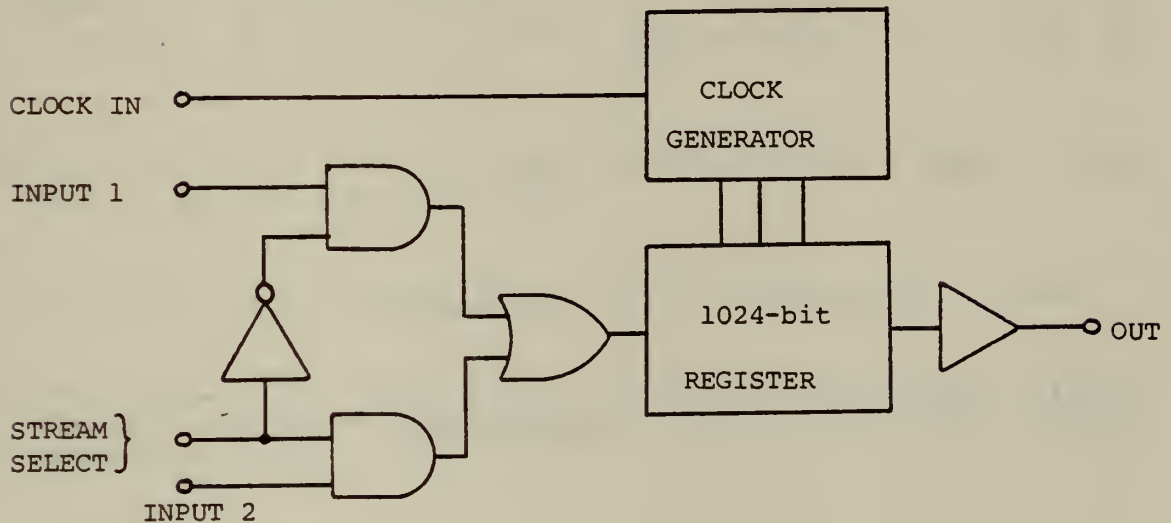 CLOCK IN
CLOCK
GENERATOR
INPUT 1
1024-bit
REGISTER
OUT
STREAM
SELECT
INPUT 2